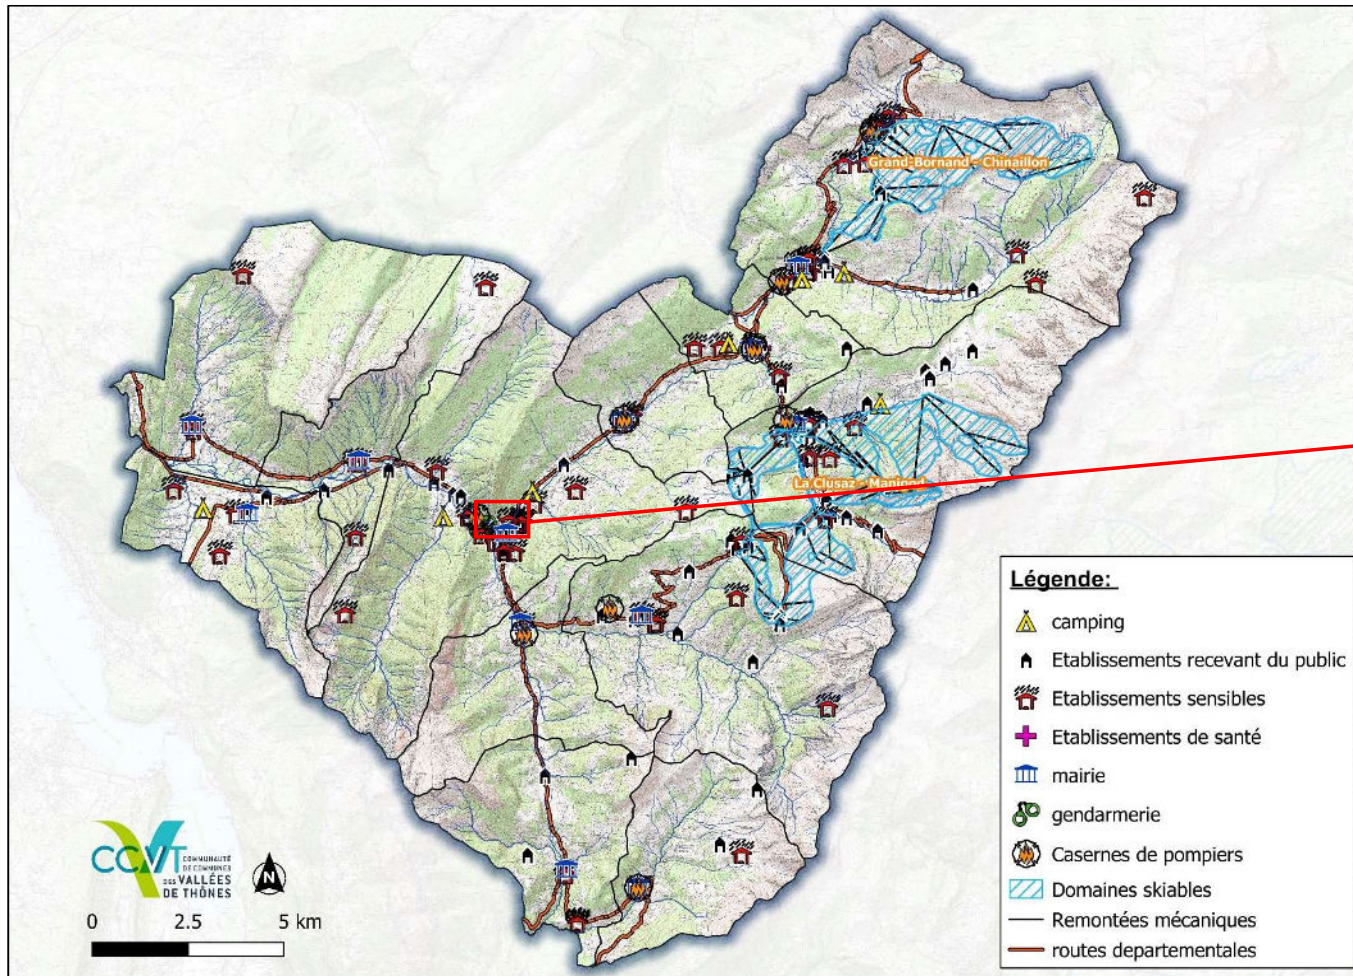 Grand-Bornand - Chinaillon
La Clusaz - Manigod
Légende:
camping
Etablissements recevant du public
Etablissements sensibles
Etablissements de santé
mairie
gendarmerie
Casernes de pompiers
Domaines skiables
Remontées mécaniques
routes departementales
CCVT
COMMUNAUTÉ
DE COMMUNES
DES VALLÉES
DE THÔNES
N
0 2.5 5 km